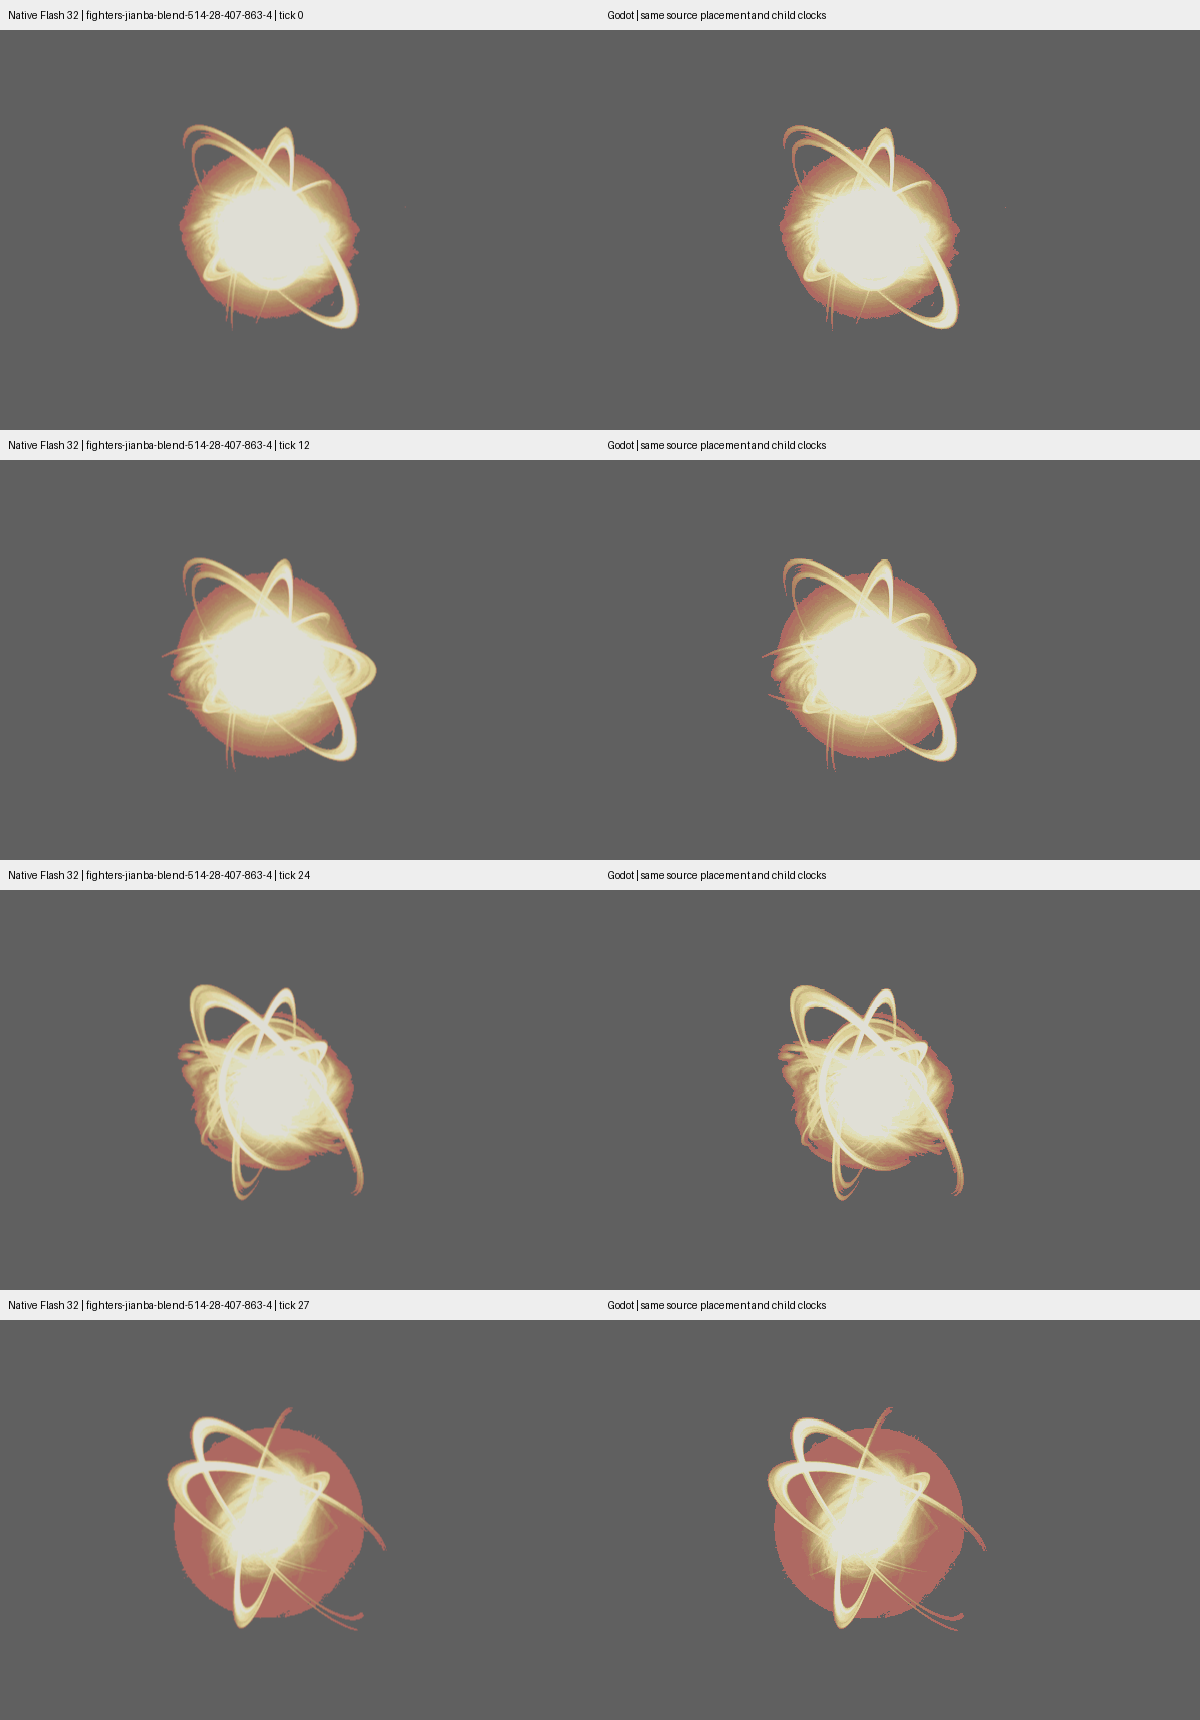 Native Flash 32 | fighters-jianba-blend-514-28-407-863-4 | tick 0
Godot | same source placement and child clocks
Native Flash 32 | fighters-jianba-blend-514-28-407-863-4 | tick 12
Godot | same source placement and child clocks
Native Flash 32 | fighters-jianba-blend-514-28-407-863-4 | tick 24
Godot | same source placement and child clocks
Native Flash 32 | fighters-jianba-blend-514-28-407-863-4 | tick 27
Godot | same source placement and child clocks